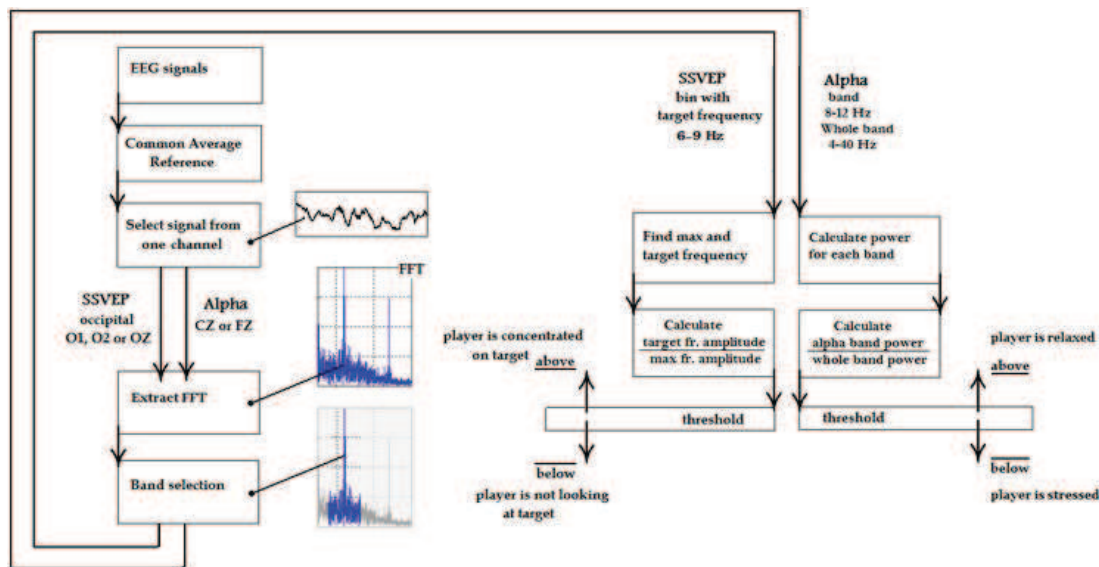 EEG signals
Common Average
Reference
Select signal from
one channel
SSVEP
occipital
O1, O2 or OZ
Alpha
CZ or FZ
FFT
Extract FFT
Band selection
SSVEP
bin with
target frequency
6-9 Hz
Alpha
band
8-12 Hz
Whole band
4-40 Hz
Find max and
target frequency
Calculate power
for each band
Calculate
target fr. amplitude
max fr. amplitude
Calculate
alpha band power
whole band power
player is concentrated
on target
above
player is relaxed
above
threshold
threshold
below
player is not looking
at target
below
player is stressed